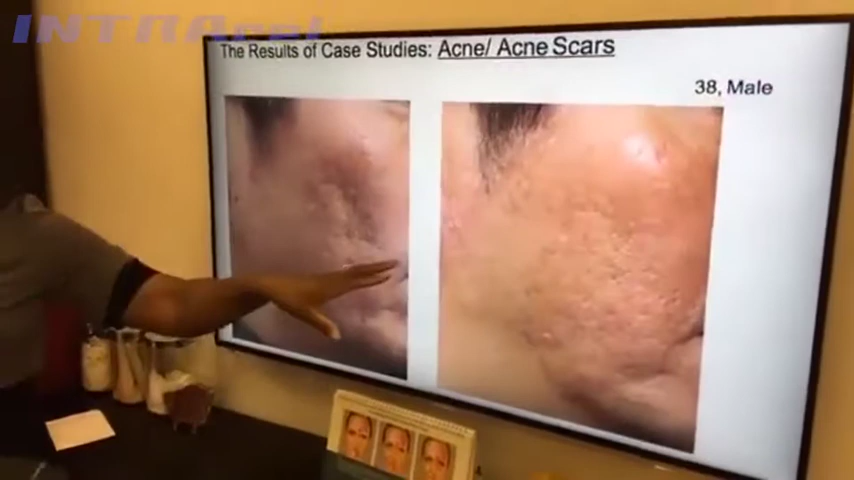 INTRAcel
The Results of Case Studies: Acne/ Acne Scars
38, Male